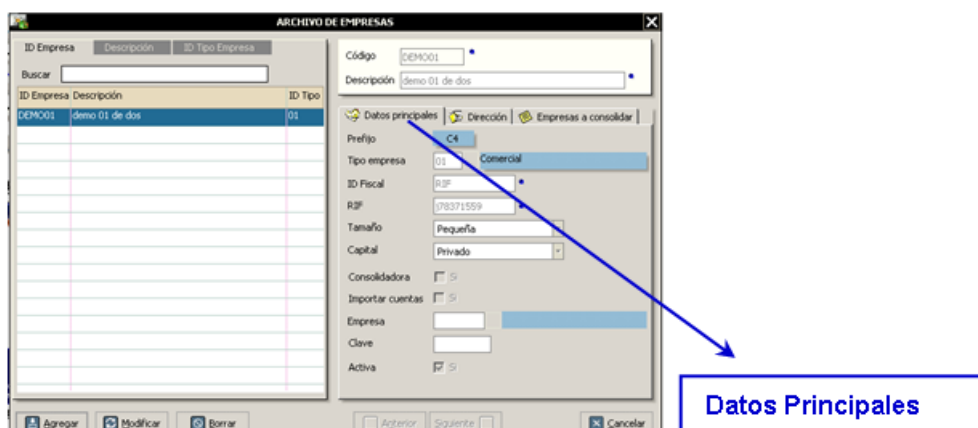 ARCHIVO DE EMPRESAS
ID Empresa Descripción ID Tipo Empresa
Buscar
ID Empresa Descripción ID Tipo
DEMO01 demo 01 de dos 01
Código DEMO01
Descripción demo 01 de dos
Datos principales Dirección Empresas a consolidar
Prefijo C4
Tipo empresa 01 Comercial
ID Fiscal RIF
RIF j78371559
Tamaño Pequeña
Capital Privado
Consolidadora Si
Importar cuentas Si
Empresa
Clave
Activa Si
Agregar Modificar Borrar Anterior Siguiente Cancelar
Datos Principales